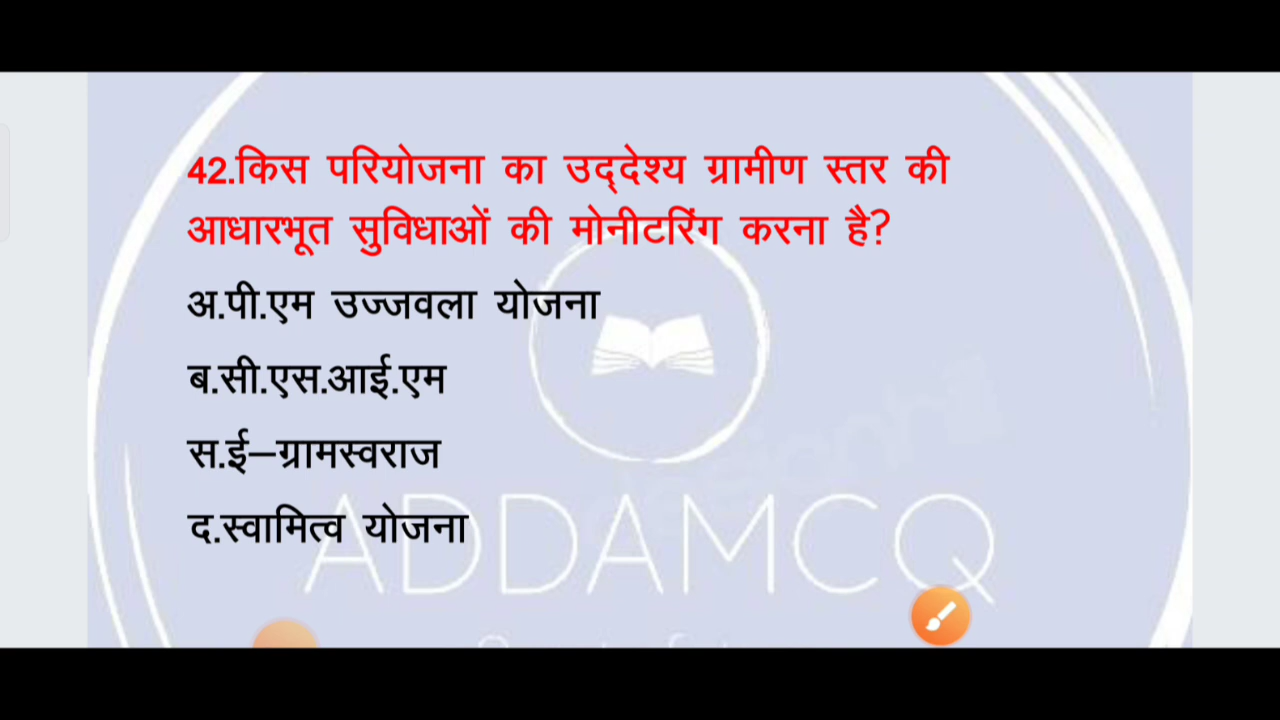 42.किस परियोजना का उद्देश्य ग्रामीण स्तर की
आधारभूत सुविधाओं की मोनीटरिंग करना है?
अ.पी.एम उज्जवला योजना
ब.सी.एस.आई.एम
स.ई–ग्रामस्वराज
द.स्वामित्व योजना
ADDAMCQ